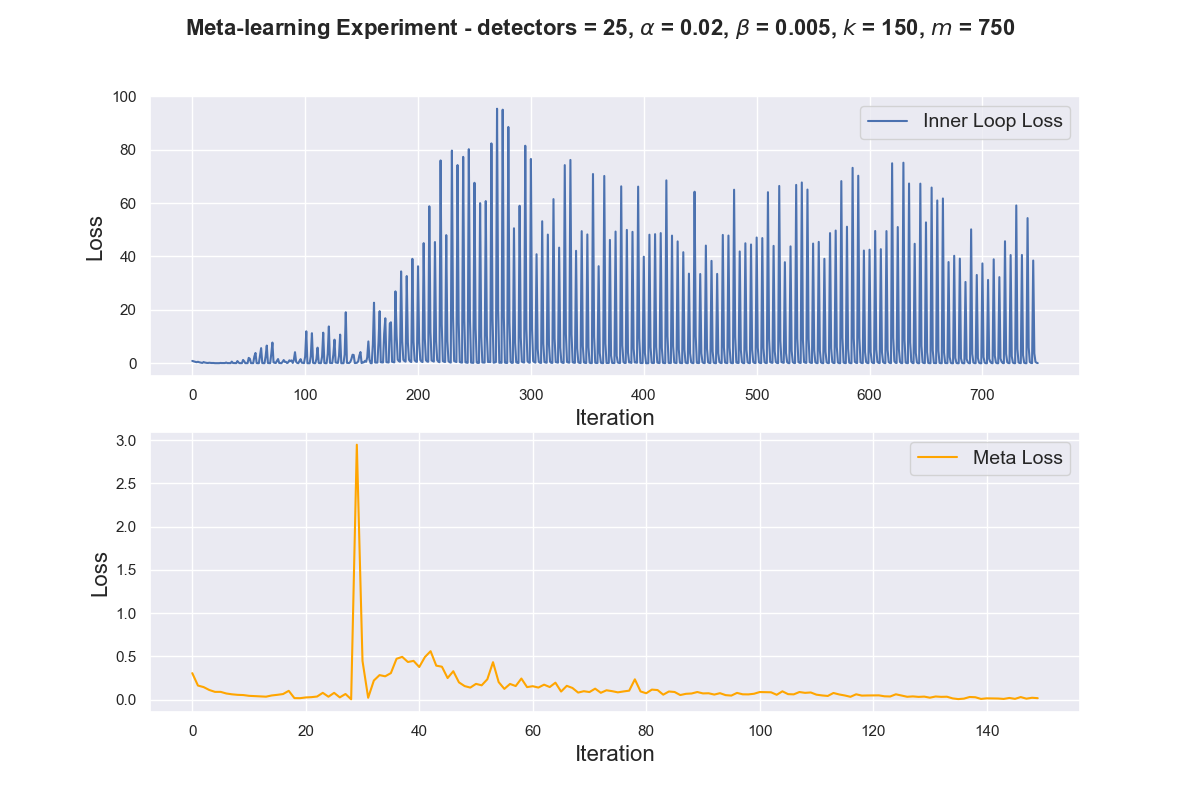 Meta-learning Experiment - detectors = 25, α = 0.02, β = 0.005, k = 150, m = 750
100
80
60
40
20
0
Loss
Inner Loop Loss
0 100 200 300 400 500 600 700
Iteration
3.0
2.5
2.0
1.5
1.0
0.5
0.0
Loss
Meta Loss
0 20 40 60 80 100 120 140
Iteration